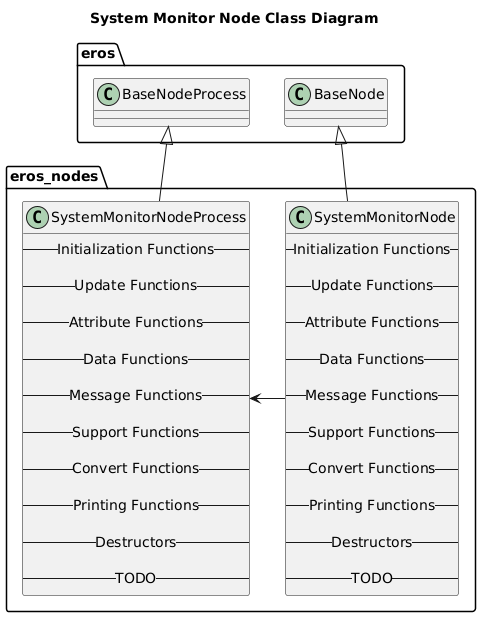 System Monitor Node Class Diagram
eros
C BaseNodeProcess
C BaseNode
eros_nodes
C SystemMonitorNodeProcess
Initialization Functions
Update Functions
Attribute Functions
Data Functions
Message Functions
Support Functions
Convert Functions
Printing Functions
Destructors
TODO
C SystemMonitorNode
Initialization Functions
Update Functions
Attribute Functions
Data Functions
Message Functions
Support Functions
Convert Functions
Printing Functions
Destructors
TODO